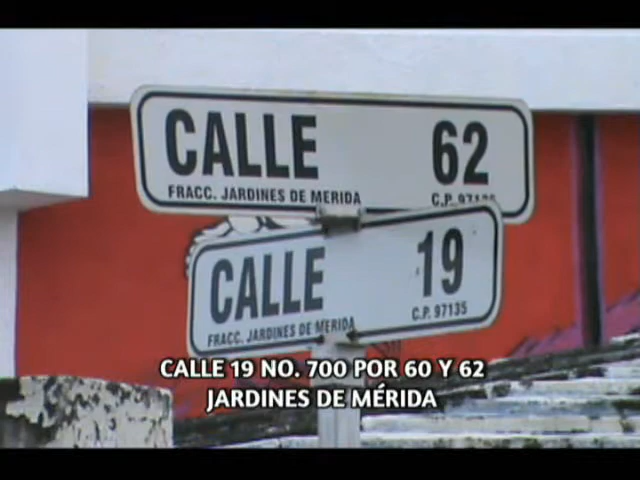 CALLE 62
FRACC. JARDINES DE MERIDA C.P. 97135
CALLE 19
FRACC. JARDINES DE MERIDA C.P. 97135
CALLE 19 NO. 700 POR 60 Y 62
JARDINES DE MÉRIDA